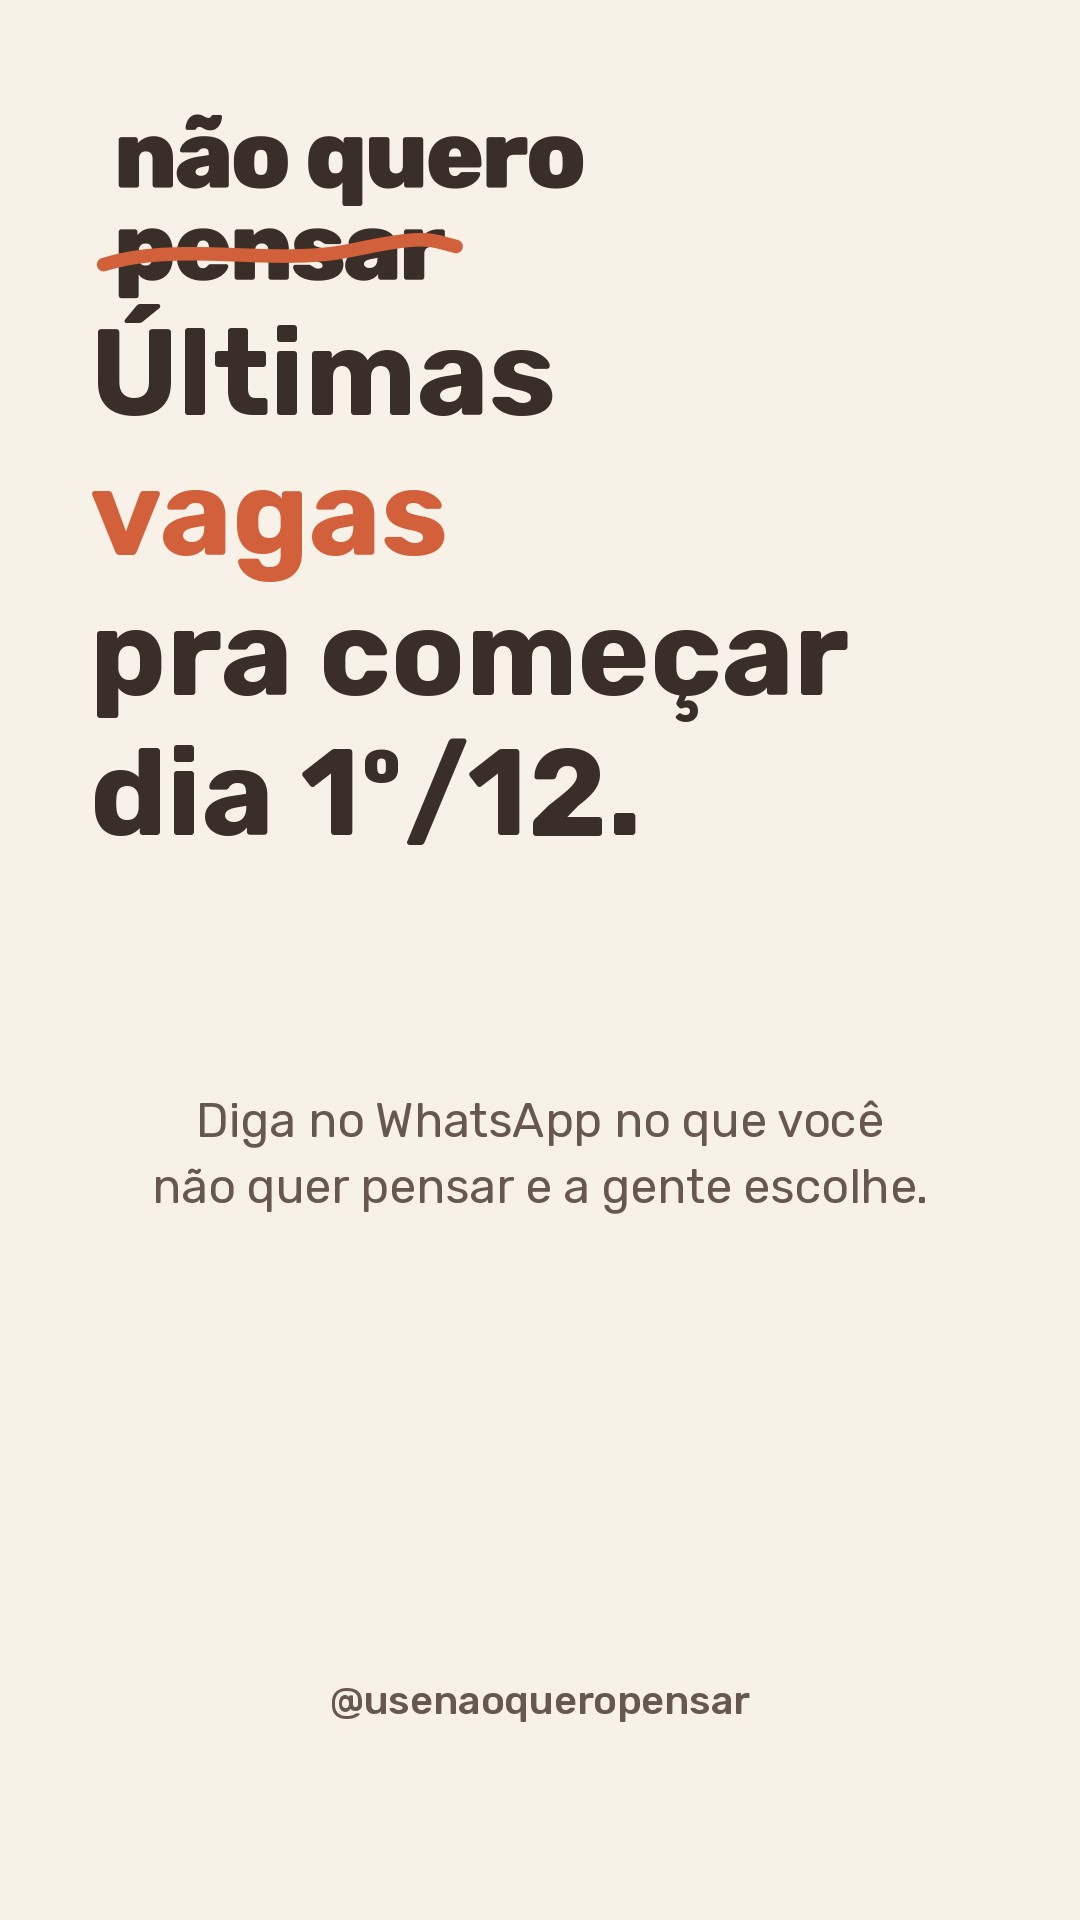 não quero
pensar
Últimas
vagas
pra começar
dia 1º/12.
Diga no WhatsApp no que você
não quer pensar e a gente escolhe.
@usenaoqueropensar